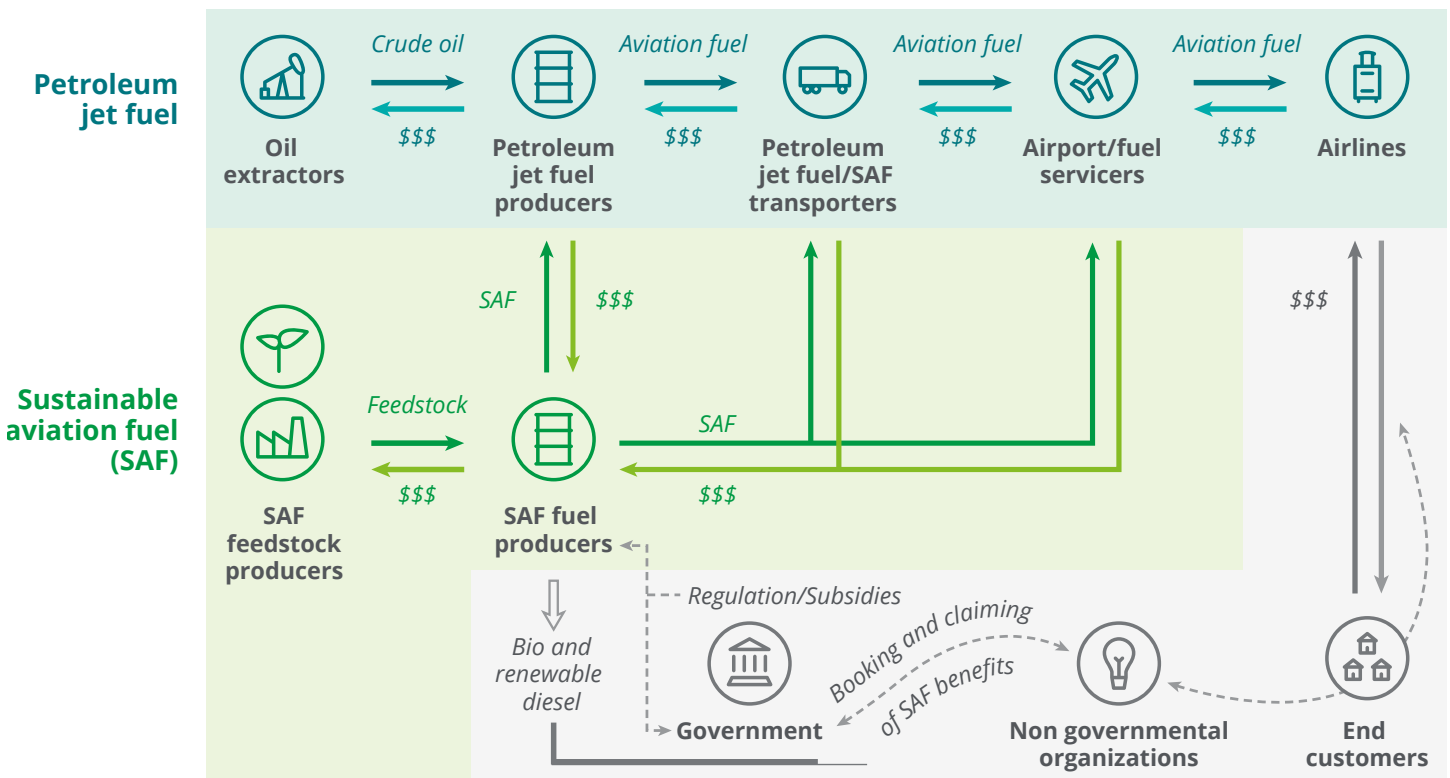 Petroleum
jet fuel
Crude oil
Aviation fuel
Aviation fuel
Aviation fuel
$$$
$$$
$$$
$$$
Oil
extractors
Petroleum
jet fuel
producers
Petroleum
jet fuel/SAF
transporters
Airport/fuel
servicers
Airlines
SAF
$$$
$$$
Sustainable
aviation fuel
(SAF)
Feedstock
$$$
SAF
$$$
SAF
feedstock
producers
SAF fuel
producers
Regulation/Subsidies
Bio and
renewable
diesel
Booking and claiming
of SAF benefits
Government
Non governmental
organizations
End
customers